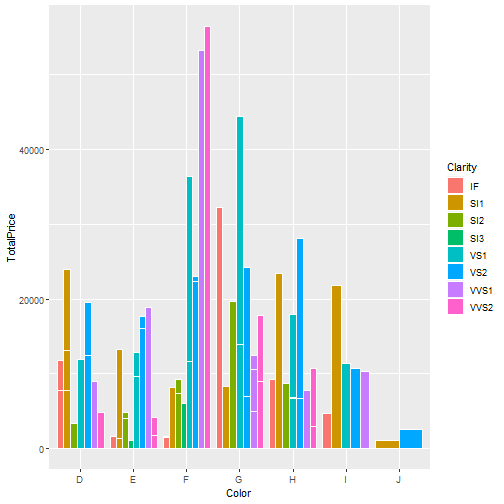 40000
20000
0
TotalPrice
D E F G H I J
Color
Clarity
IF
SI1
SI2
SI3
VS1
VS2
VVS1
VVS2